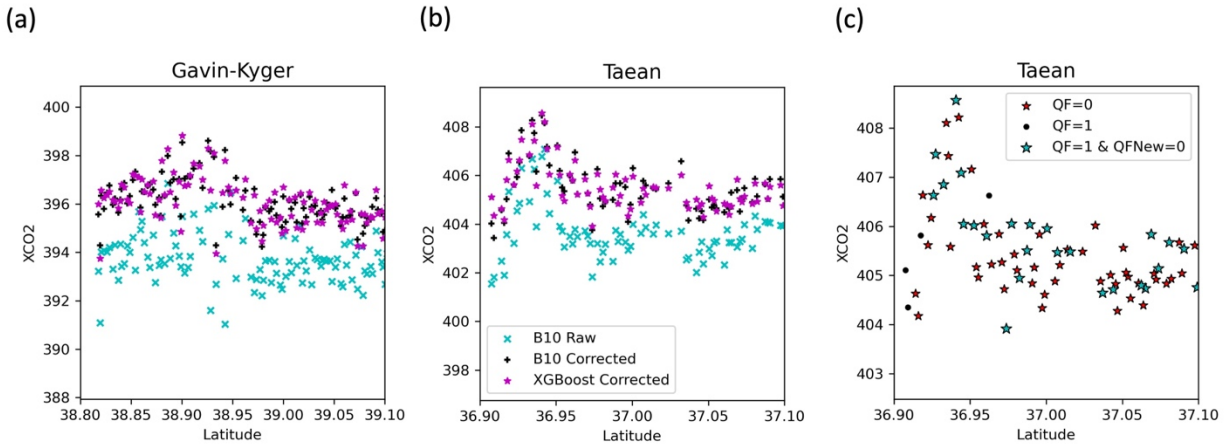 (a)
Gavin-Kyger
XCO2
400
398
396
394
392
390
388
38.80 38.85 38.90 38.95 39.00 39.05 39.10
Latitude
(b)
Taean
XCO2
408
406
404
402
400
398
B10 Raw
B10 Corrected
XGBoost Corrected
36.90 36.95 37.00 37.05 37.10
Latitude
(c)
Taean
XCO2
408
407
406
405
404
403
QF=0
QF=1
QF=1 & QFNew=0
36.90 36.95 37.00 37.05 37.10
Latitude